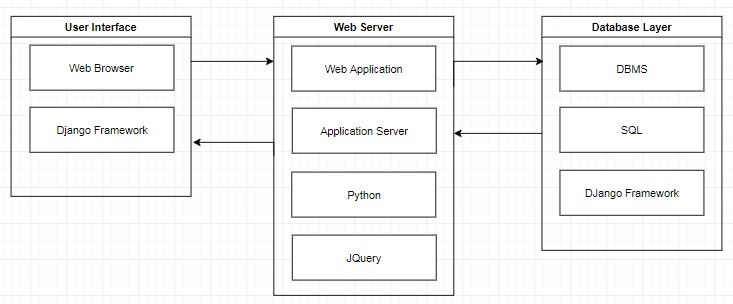 User Interface
Web Browser
Django Framework
Web Server
Web Application
Application Server
Python
JQuery
Database Layer
DBMS
SQL
DJango Framework